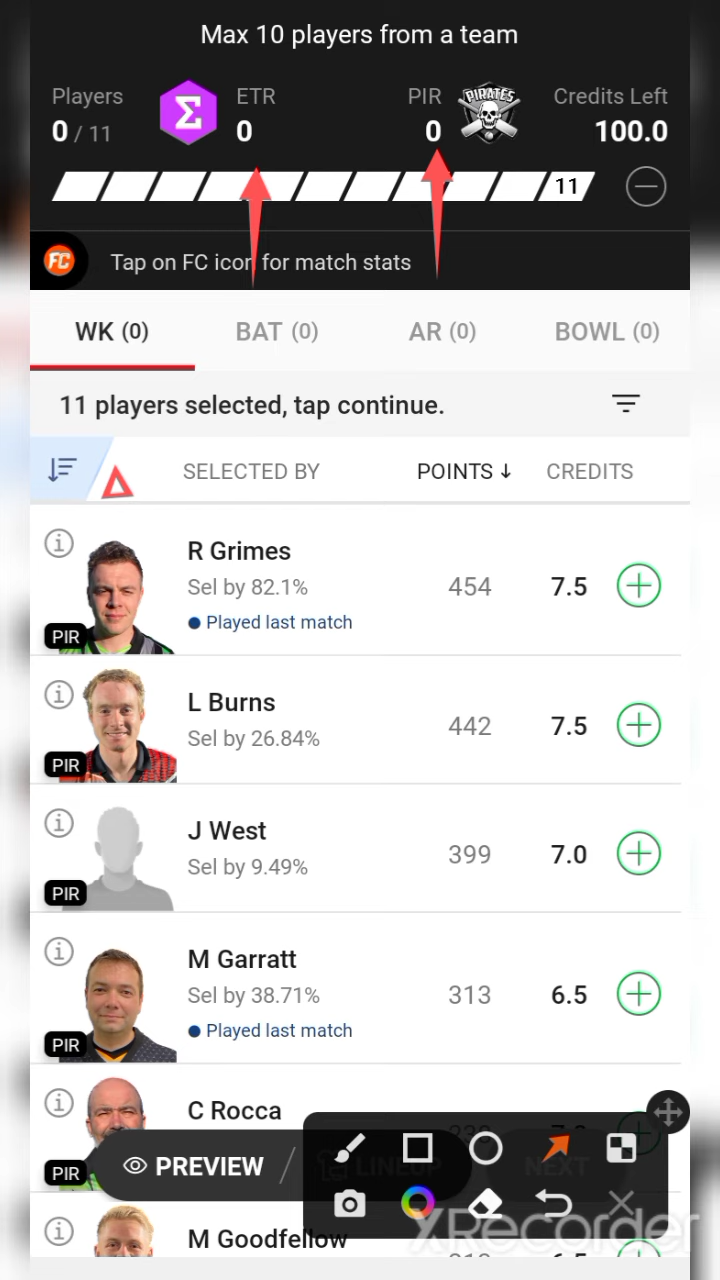 Max 10 players from a team
Players ETR PIR PIRATES Credits Left
0 / 11 0 0 100.0
11
FC Tap on FC icon for match stats
WK (0) BAT (0) AR (0) BOWL (0)
11 players selected, tap continue.
SELECTED BY POINTS ↓ CREDITS
R Grimes
Sel by 82.1% 454 7.5
Played last match
PIR
L Burns
Sel by 26.84% 442 7.5
PIR
J West
Sel by 9.49% 399 7.0
PIR
M Garratt
Sel by 38.71% 313 6.5
Played last match
PIR
C Rocca
PIR
PREVIEW LINEUP NEXT
M Goodfellow
XRecorder